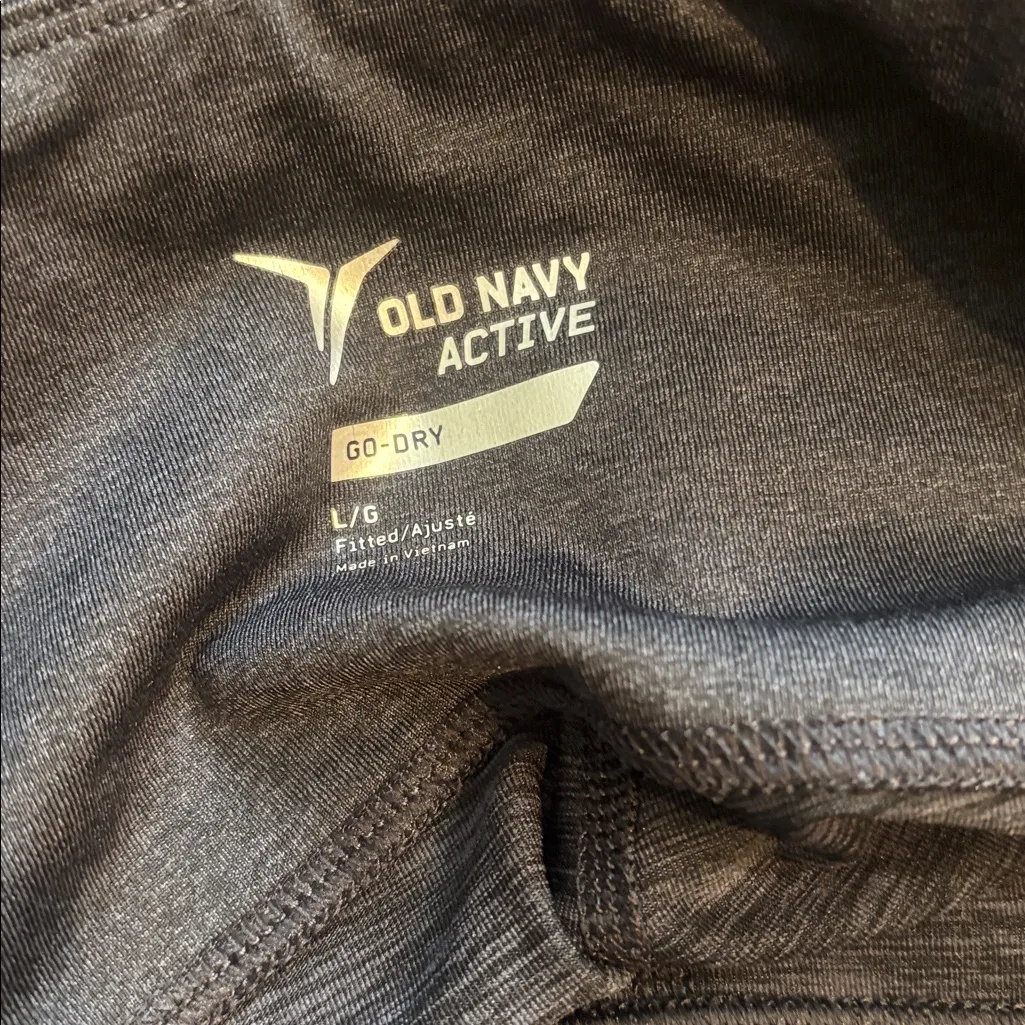 OLD NAVY
ACTIVE
GO-DRY
L/G
Fitted/Ajusté
Made in Vietnam